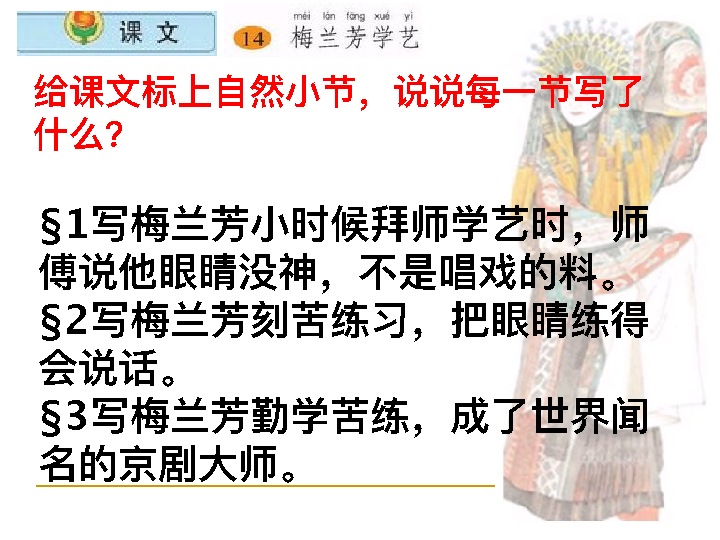 课文
14
méi lán fāng xué yì
梅兰芳学艺
给课文标上自然小节，说说每一节写了
什么？
§1写梅兰芳小时候拜师学艺时，师
傅说他眼睛没神，不是唱戏的料。
§2写梅兰芳刻苦练习，把眼睛练得
会说话。
§3写梅兰芳勤学苦练，成了世界闻
名的京剧大师。